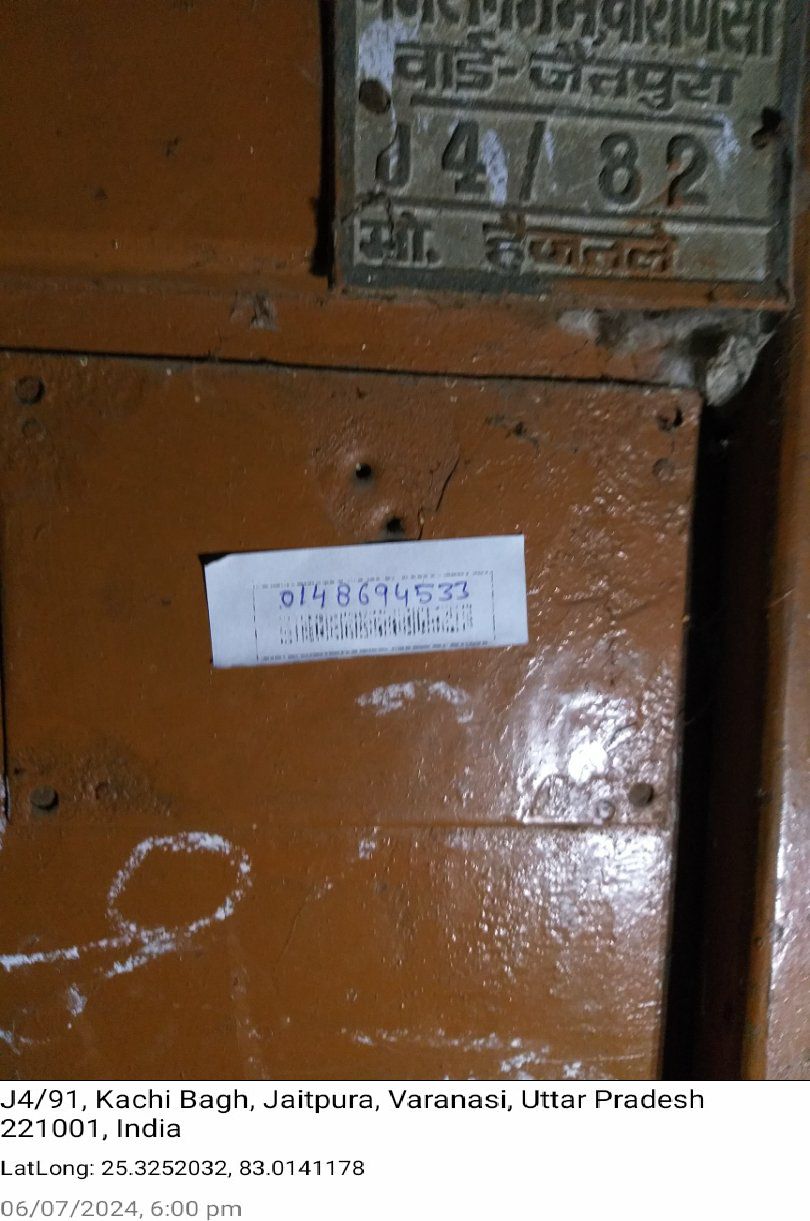 वार्ड-जैतपुरा
J 4/ 82
मो.
0148694533
J4/91, Kachi Bagh, Jaitpura, Varanasi, Uttar Pradesh
221001, India
LatLong: 25.3252032, 83.0141178
06/07/2024, 6:00 pm